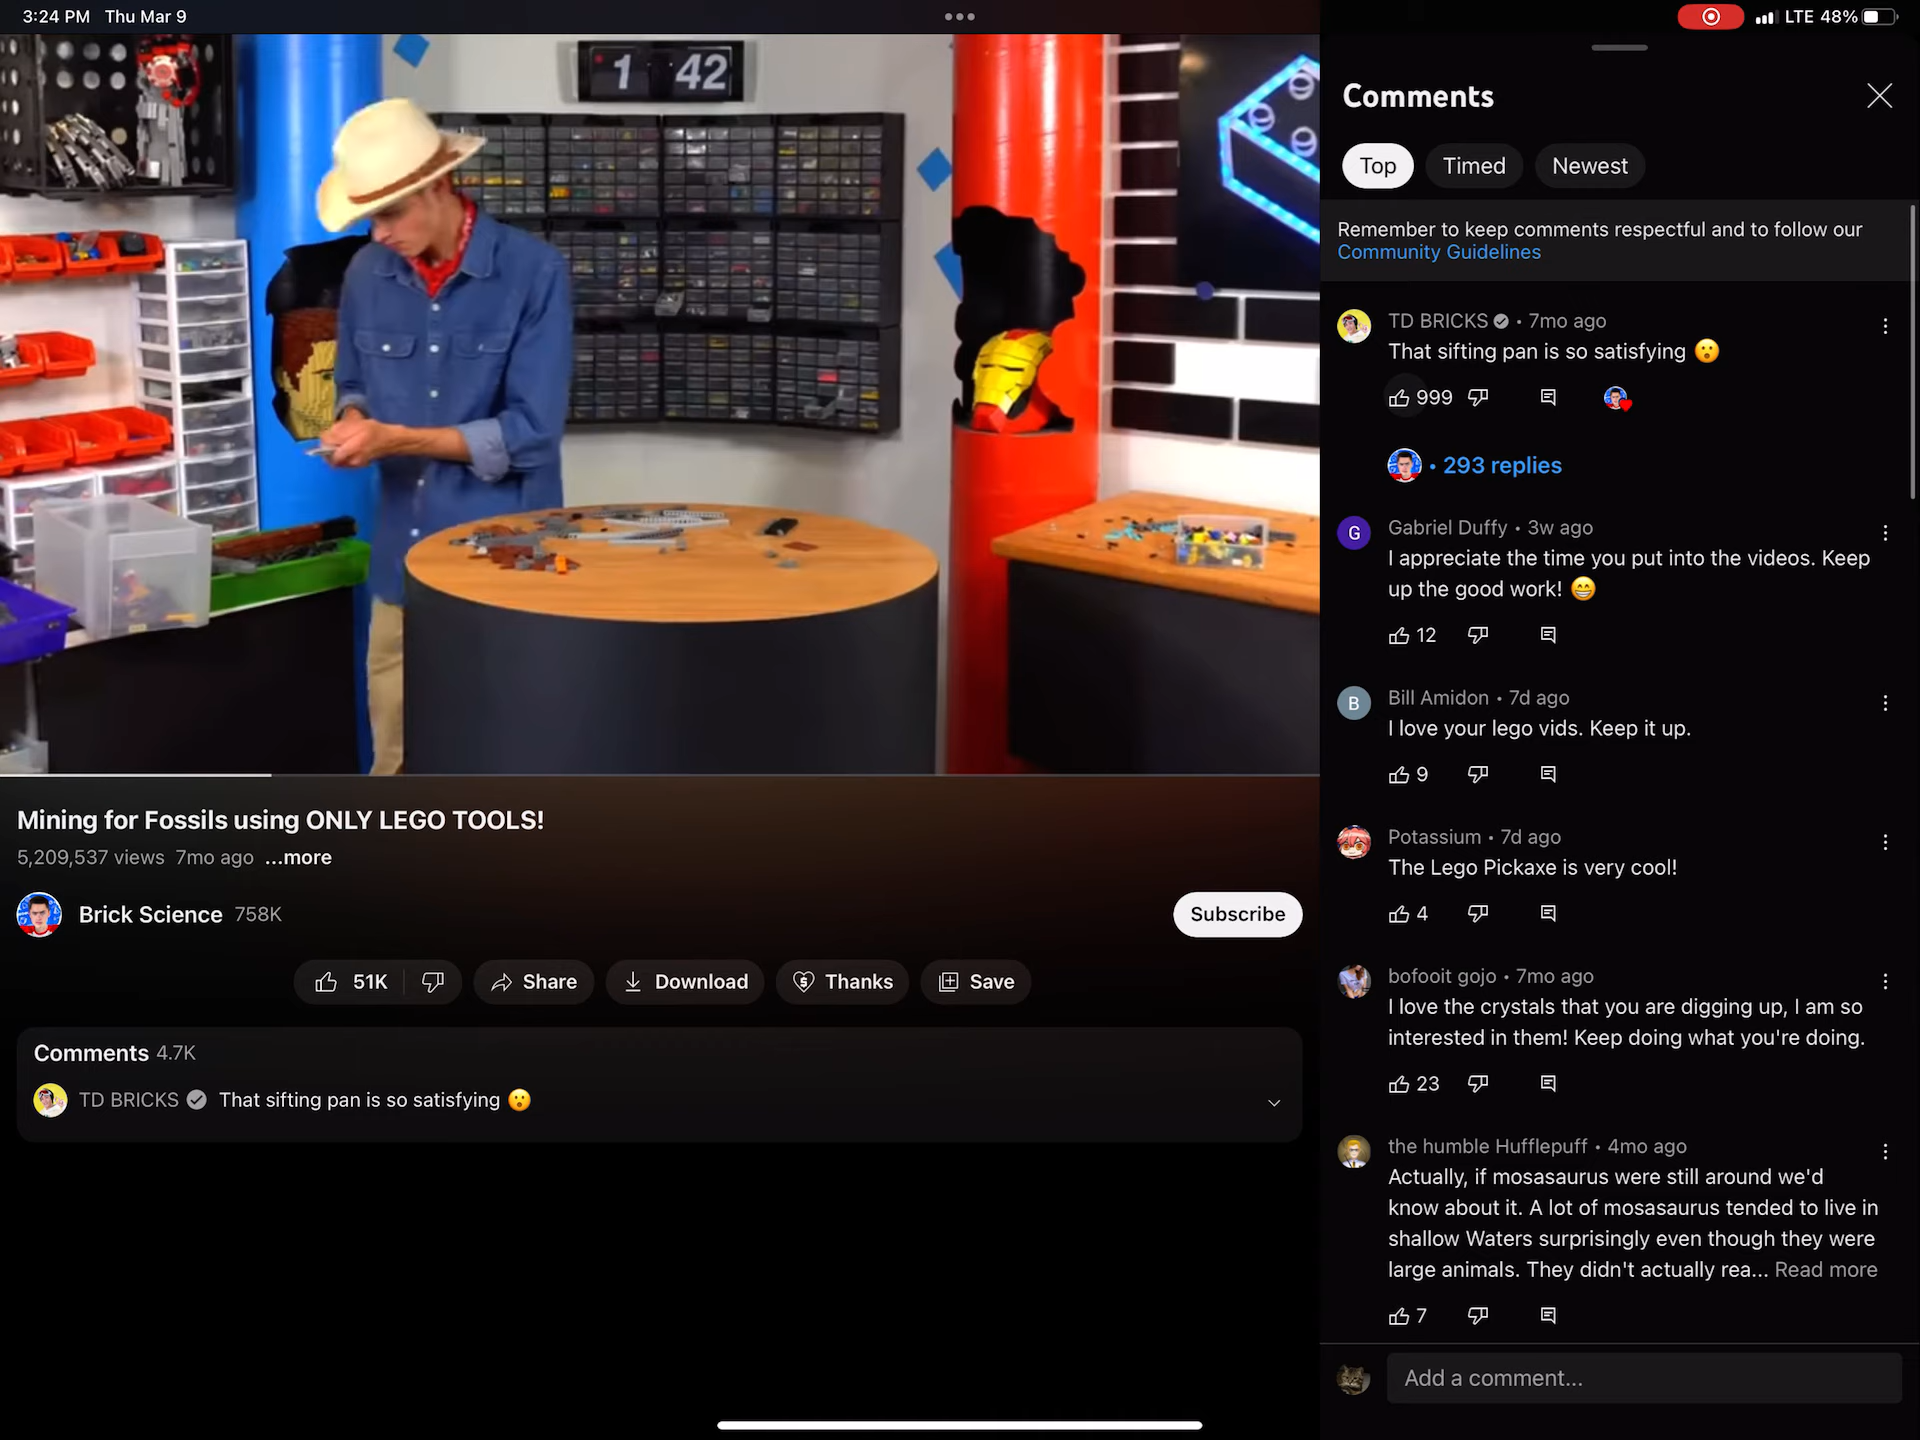 3:24 PM Thu Mar 9
LTE 48%
1 42
Mining for Fossils using ONLY LEGO TOOLS!
5,209,537 views 7mo ago ...more
Brick Science 758K
Subscribe
51K
Share
Download
Thanks
Save
Comments 4.7K
TD BRICKS That sifting pan is so satisfying 😮
Comments
Top
Timed
Newest
Remember to keep comments respectful and to follow our
Community Guidelines
TD BRICKS • 7mo ago
That sifting pan is so satisfying 😮
999
• 293 replies
G
Gabriel Duffy • 3w ago
I appreciate the time you put into the videos. Keep
up the good work! 😁
12
B
Bill Amidon • 7d ago
I love your lego vids. Keep it up.
9
Potassium • 7d ago
The Lego Pickaxe is very cool!
4
bofooit gojo • 7mo ago
I love the crystals that you are digging up, I am so
interested in them! Keep doing what you're doing.
23
the humble Hufflepuff • 4mo ago
Actually, if mosasaurus were still around we'd
know about it. A lot of mosasaurus tended to live in
shallow Waters surprisingly even though they were
large animals. They didn't actually rea... Read more
7
Add a comment...